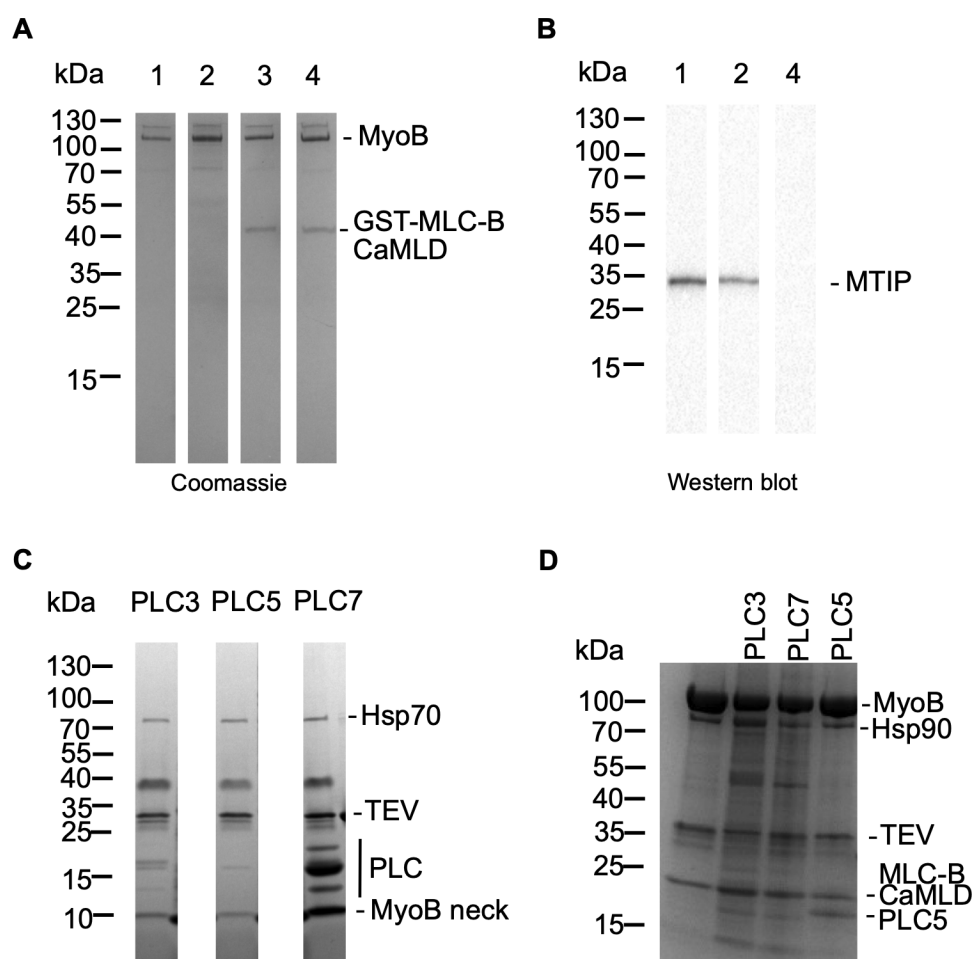 A
kDa 1 2 3 4
130
100
70
55
40
35
25
15
MyoB
GST-MLC-B
CaMLD
Coomassie
B
kDa 1 2 4
130
100
70
55
40
35
25
15
MTIP
Western blot
C
kDa PLC3 PLC5 PLC7
130
100
70
55
40
35
25
15
10
Hsp70
TEV
PLC
MyoB neck
D
kDa PLC3 PLC7 PLC5
100
70
55
40
35
25
15
MyoB
Hsp90
TEV
MLC-B
CaMLD
PLC5